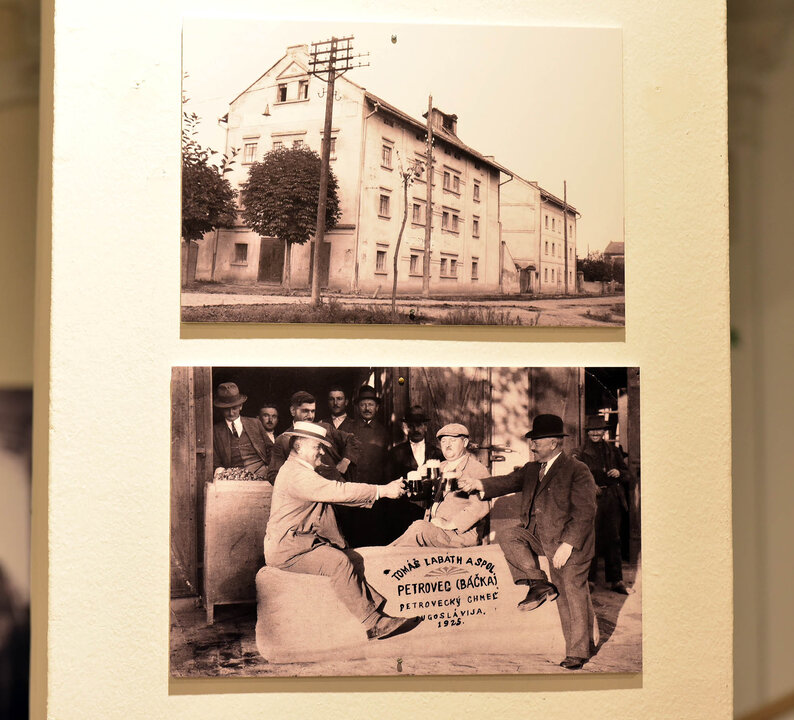 TOMÁŠ LABÁTH A SPOL.
PETROVEC (BÁČKA)
PETROVECKÝ CHMEĽ
JUGOSLÁVIJA.
1925.